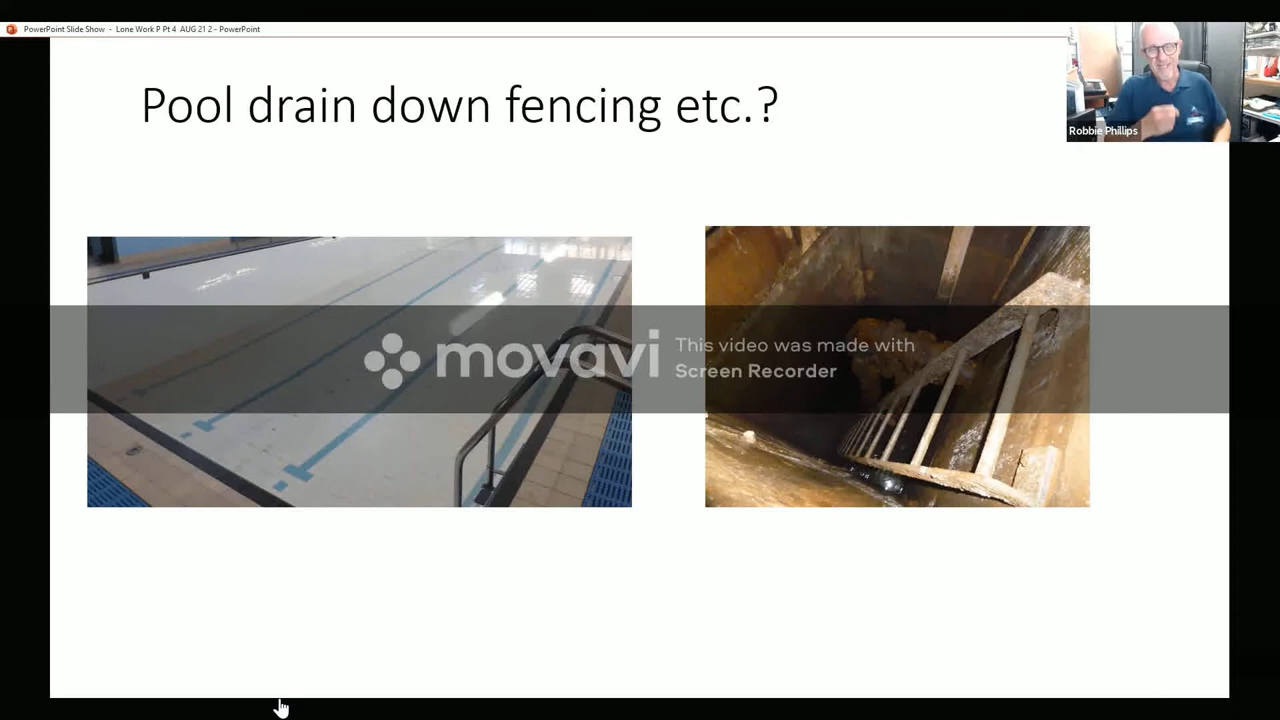 PowerPoint Slide Show - Lone Work P Pt 4 AUG 21 2 - PowerPoint
Pool drain down fencing etc.?
Robbie Phillips
movavi
This video was made with
Screen Recorder